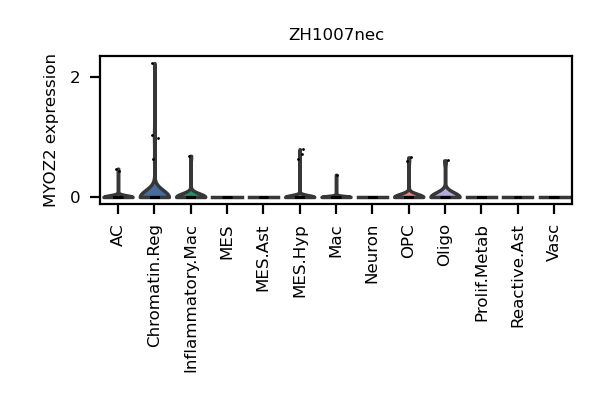 ZH1007nec
MYOZ2 expression
2
0
AC
Chromatin.Reg
Inflammatory.Mac
MES
MES.Ast
MES.Hyp
Mac
Neuron
OPC
Oligo
Prolif.Metab
Reactive.Ast
Vasc